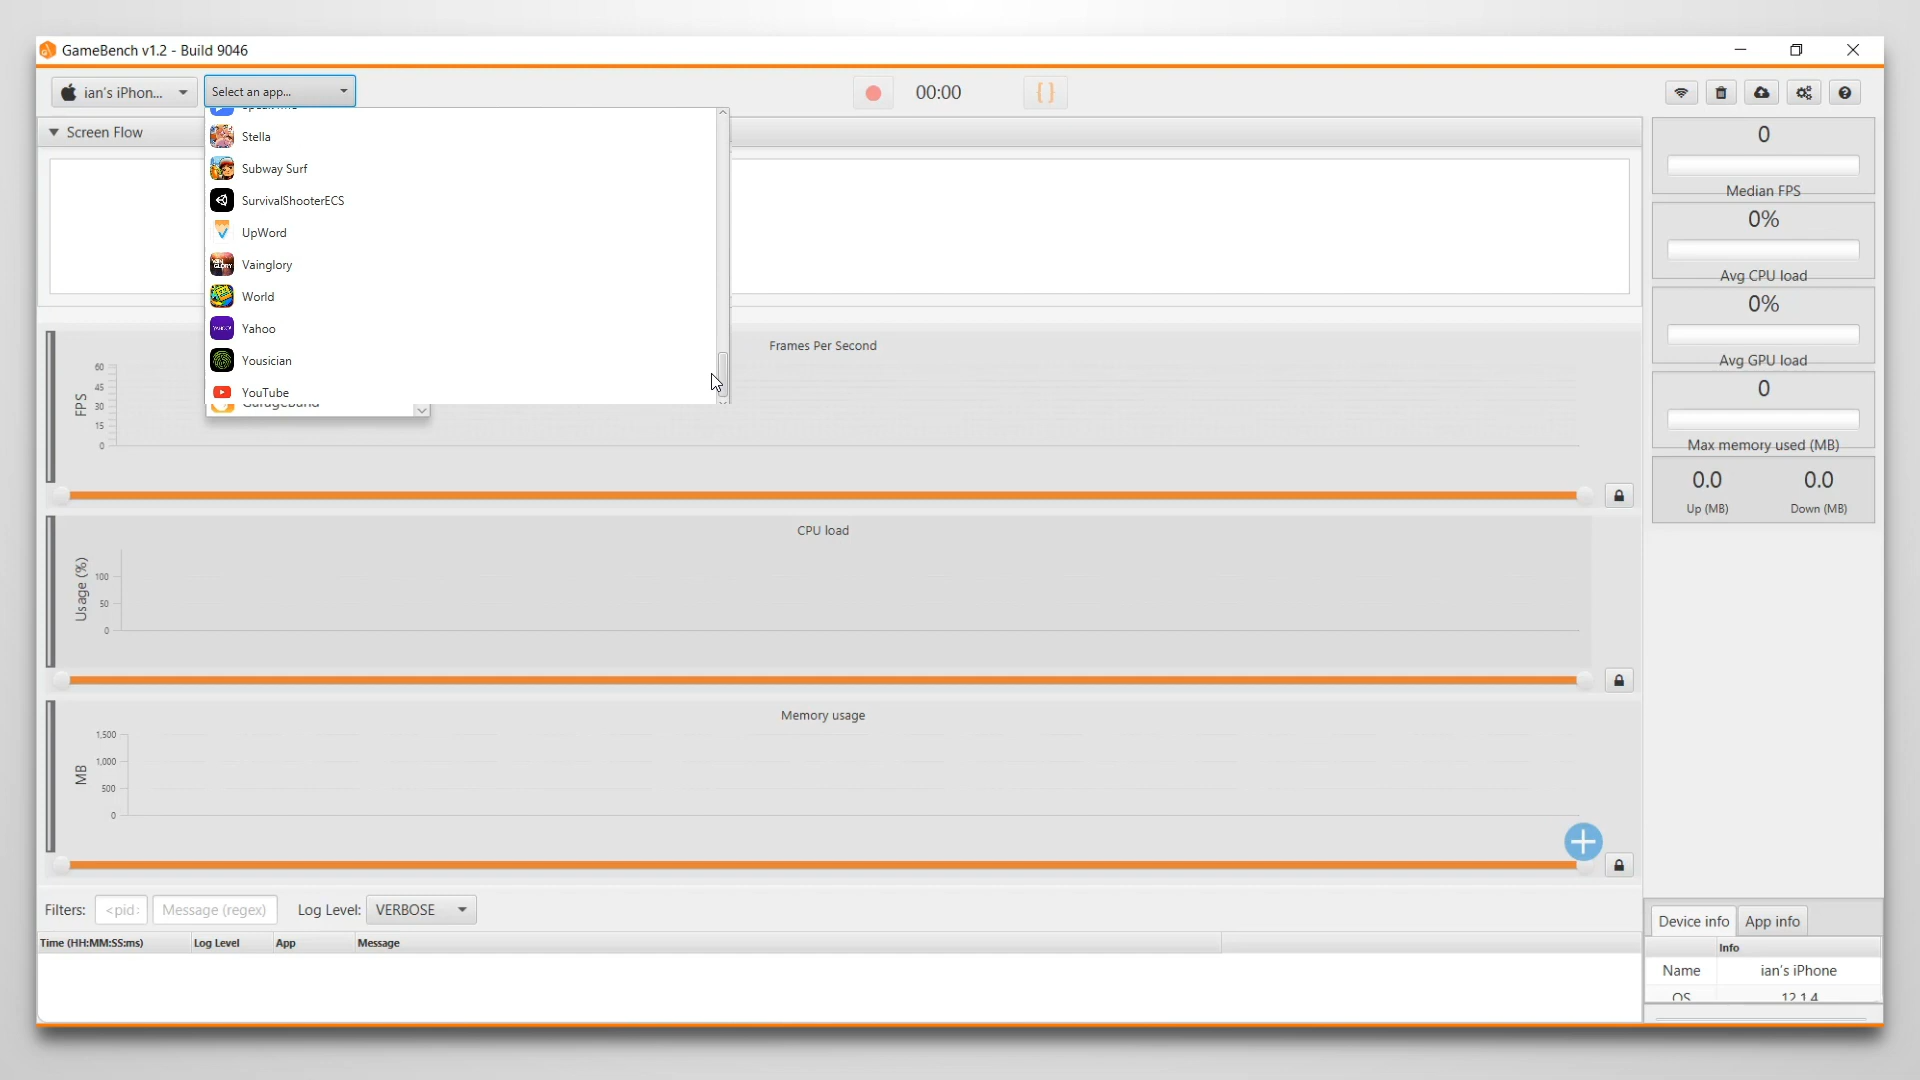 GameBench v1.2 - Build 9046
ian's iPhon...
Select an app...
00:00
{ }
Screen Flow
Stella
Subway Surf
SurvivalShooterECS
UpWord
Vainglory
World
Yahoo
Yousician
YouTube
GarageBand
0
Median FPS
0%
Avg CPU load
0%
Avg GPU load
0
Max memory used (MB)
0.0
0.0
Up (MB)
Down (MB)
Frames Per Second
FPS
60
45
30
15
0
CPU load
Usage (%)
100
50
0
Memory usage
MB
1,500
1,000
500
0
Filters:
<pid:
Message (regex)
Log Level:
VERBOSE
Time (HH:MM:SS:ms)
Log Level
App
Message
Device info
App info
Info
Name
ian's iPhone
OS
12.1.4